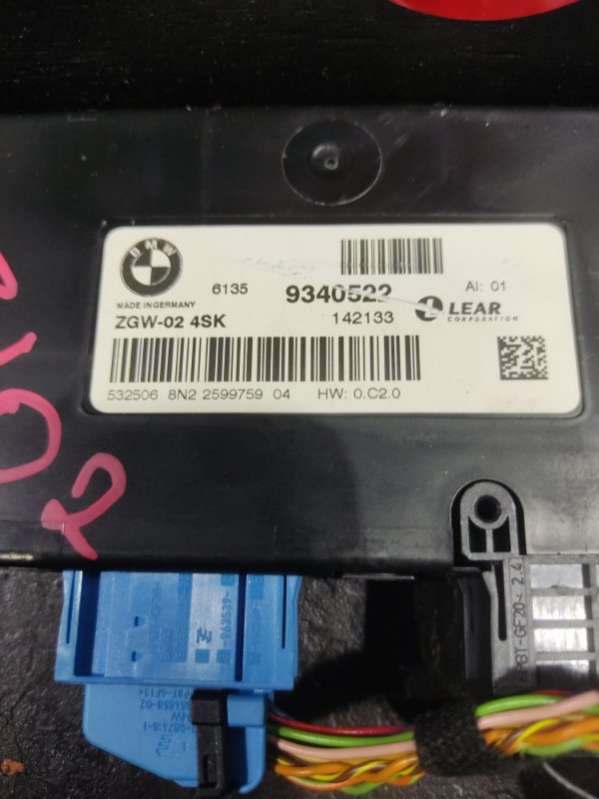 BMW
MADE IN GERMANY
6135 9340522 AI: 01
ZGW-02 4SK 142133 LEAR
CORPORATION
532506 8N2 2599759 04 HW: 0.C2.0